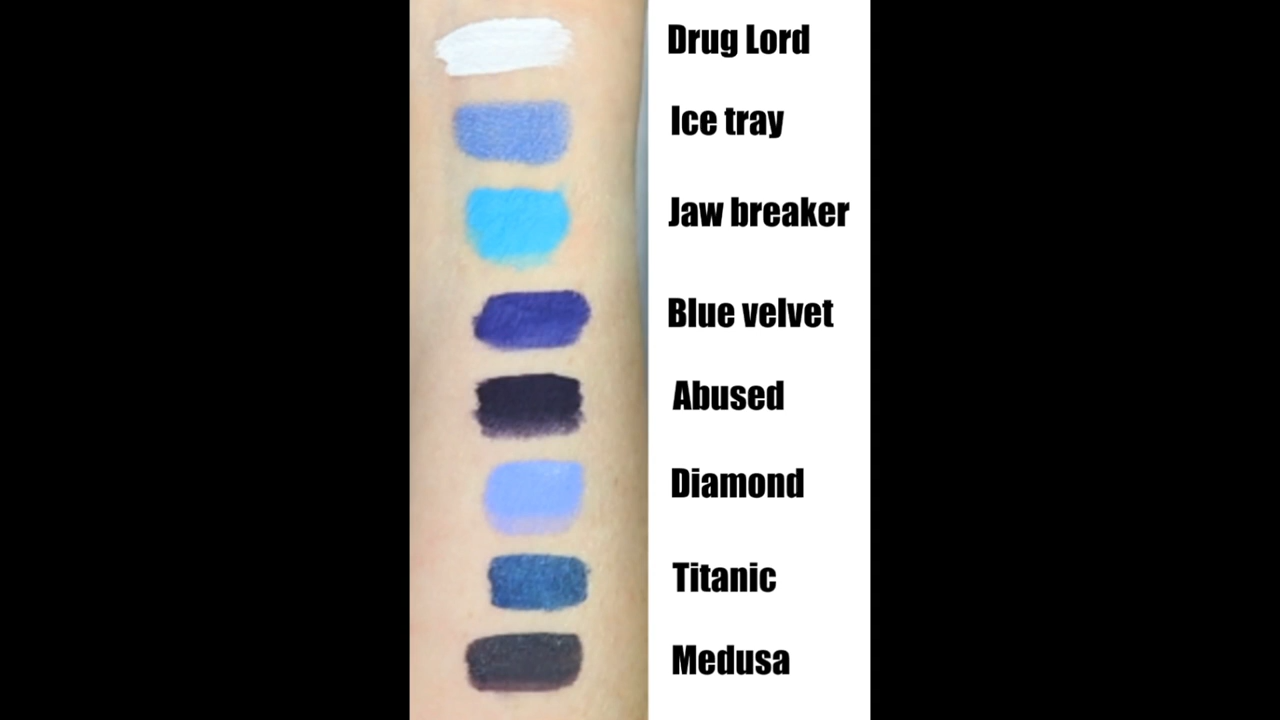 Drug Lord
Ice tray
Jaw breaker
Blue velvet
Abused
Diamond
Titanic
Medusa